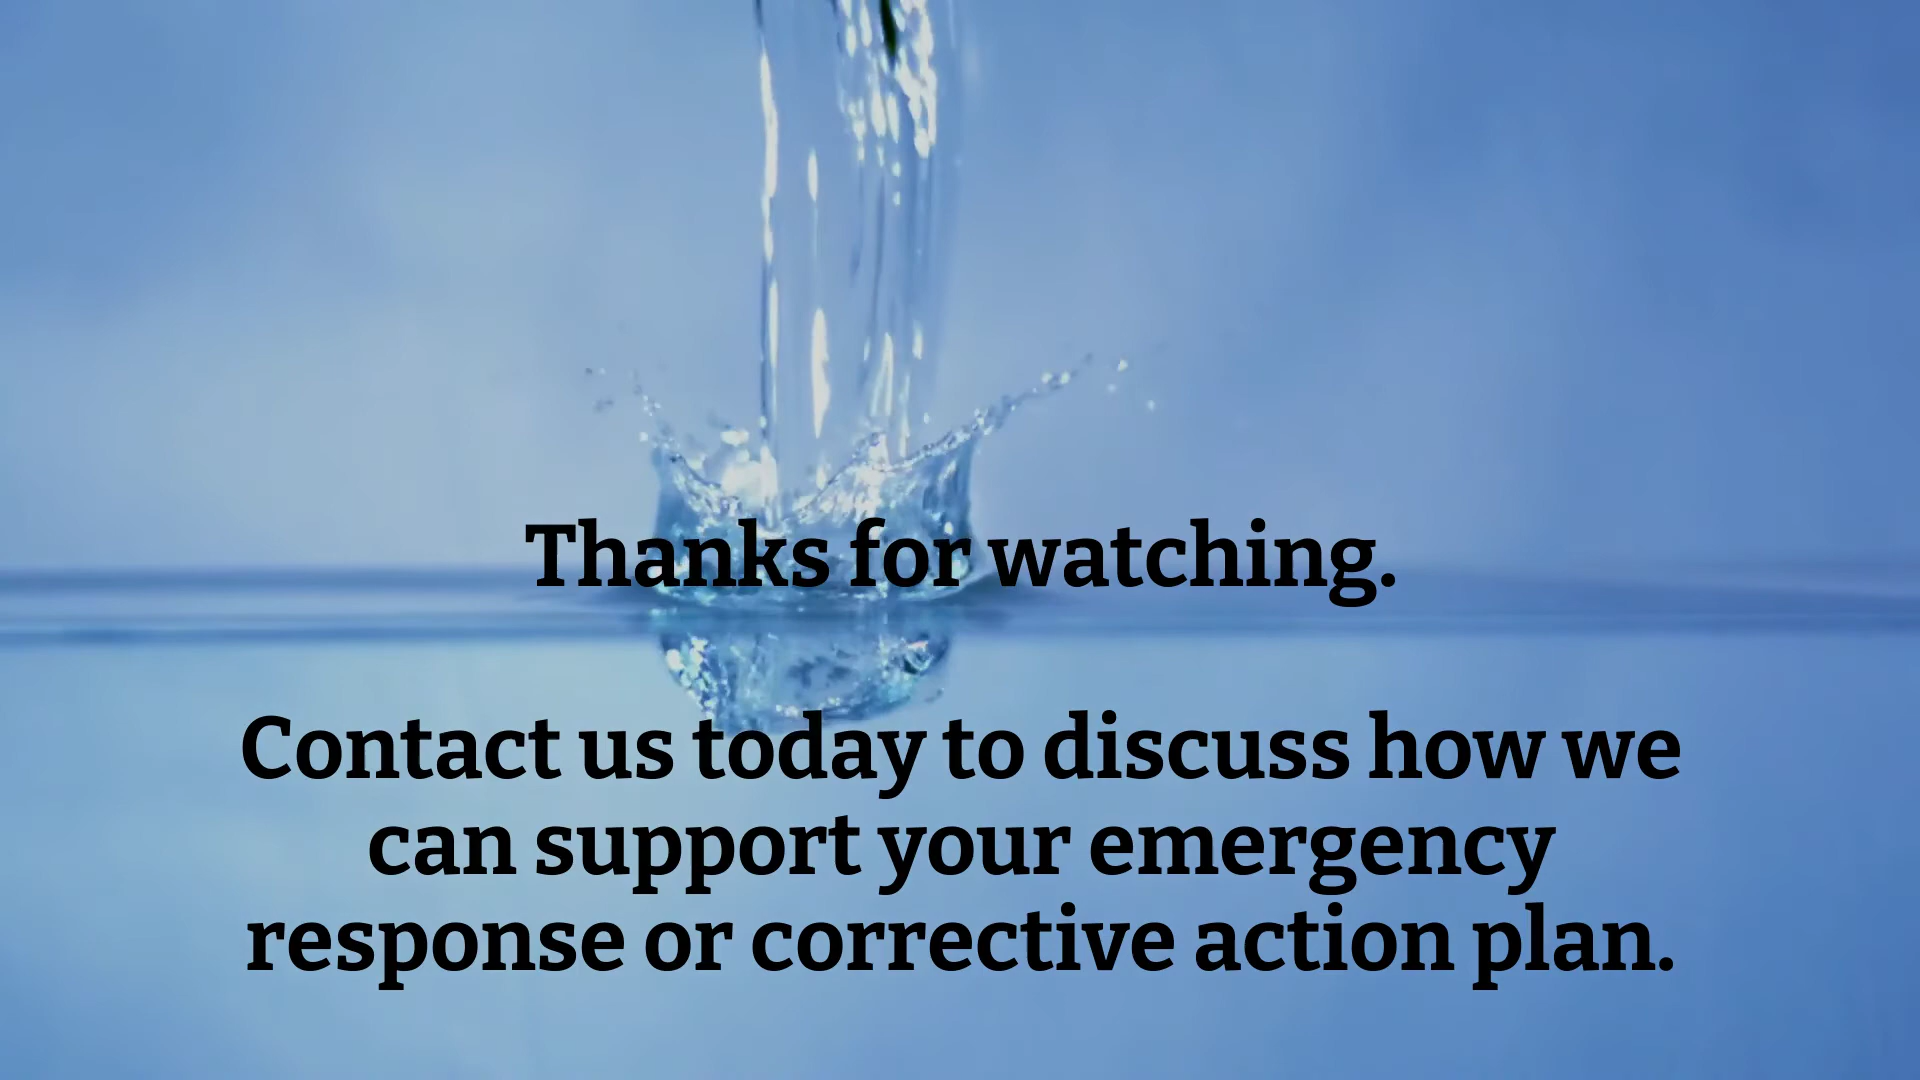 Thanks for watching.
Contact us today to discuss how we
can support your emergency
response or corrective action plan.